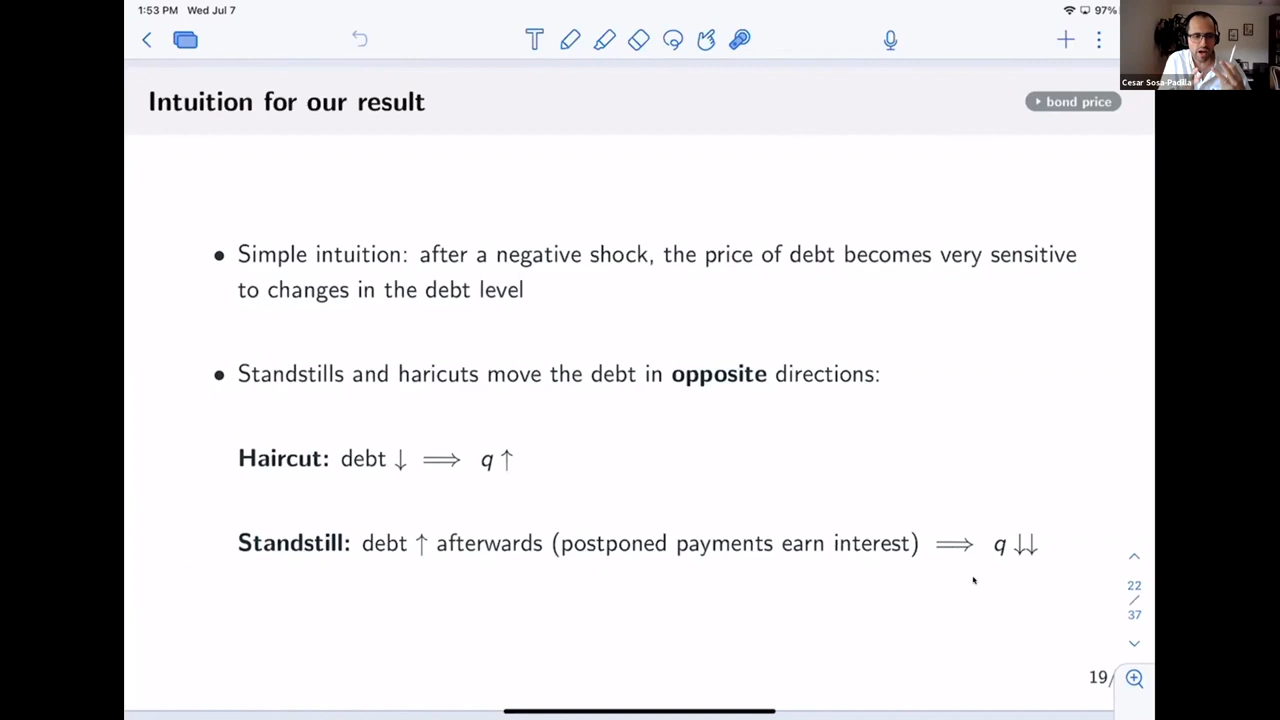 1:53 PM Wed Jul 7
97%
Cesar Sosa-Padilla
Intuition for our result
bond price
• Simple intuition: after a negative shock, the price of debt becomes very sensitive
to changes in the debt level
• Standstills and haricuts move the debt in opposite directions:
Haircut: debt ↓ ⟹ q ↑
Standstill: debt ↑ afterwards (postponed payments earn interest) ⟹ q ↓↓
22
/
37
19/